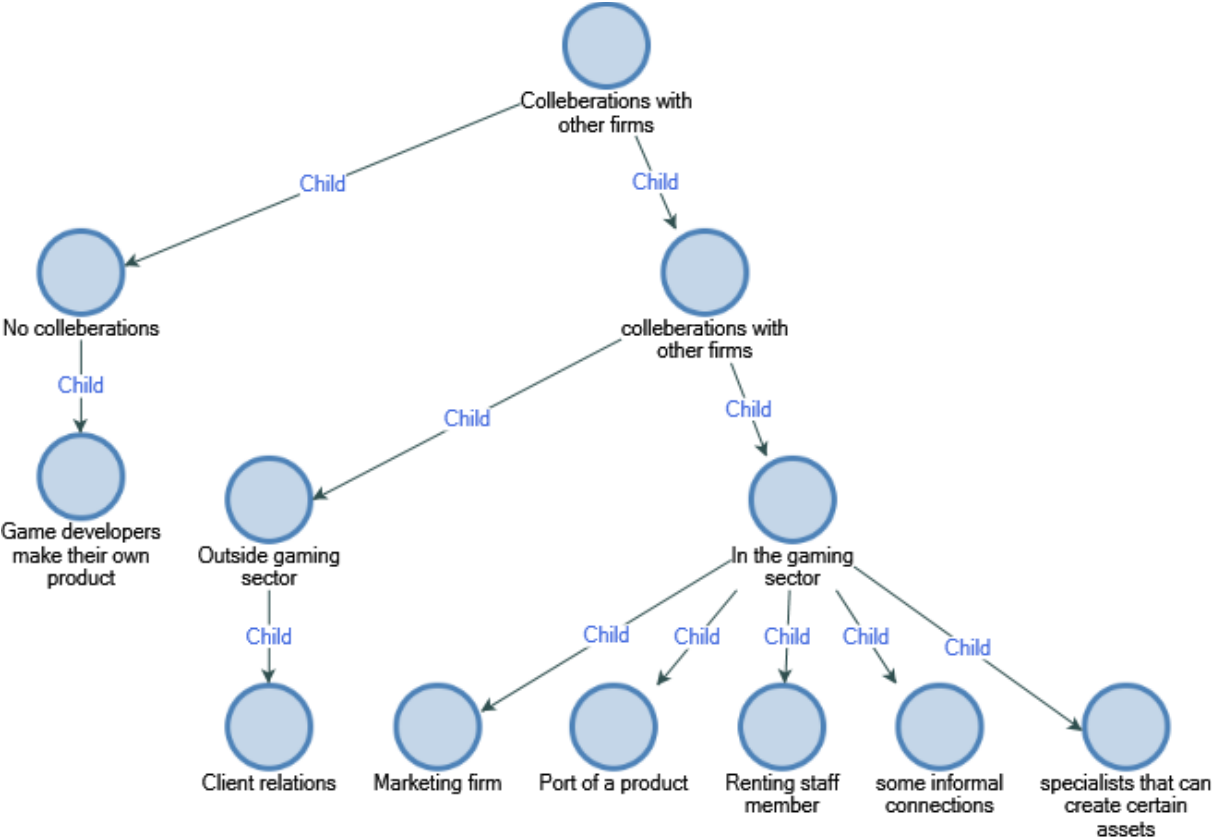 Colleberations with
other firms
Child
Child
No colleberations
colleberations with
other firms
Child
Child
Child
Game developers
make their own
product
Outside gaming
sector
In the gaming
sector
Child
Child
Child
Child
Child
Child
Client relations
Marketing firm
Port of a product
Renting staff
member
some informal
connections
specialists that can
create certain
assets